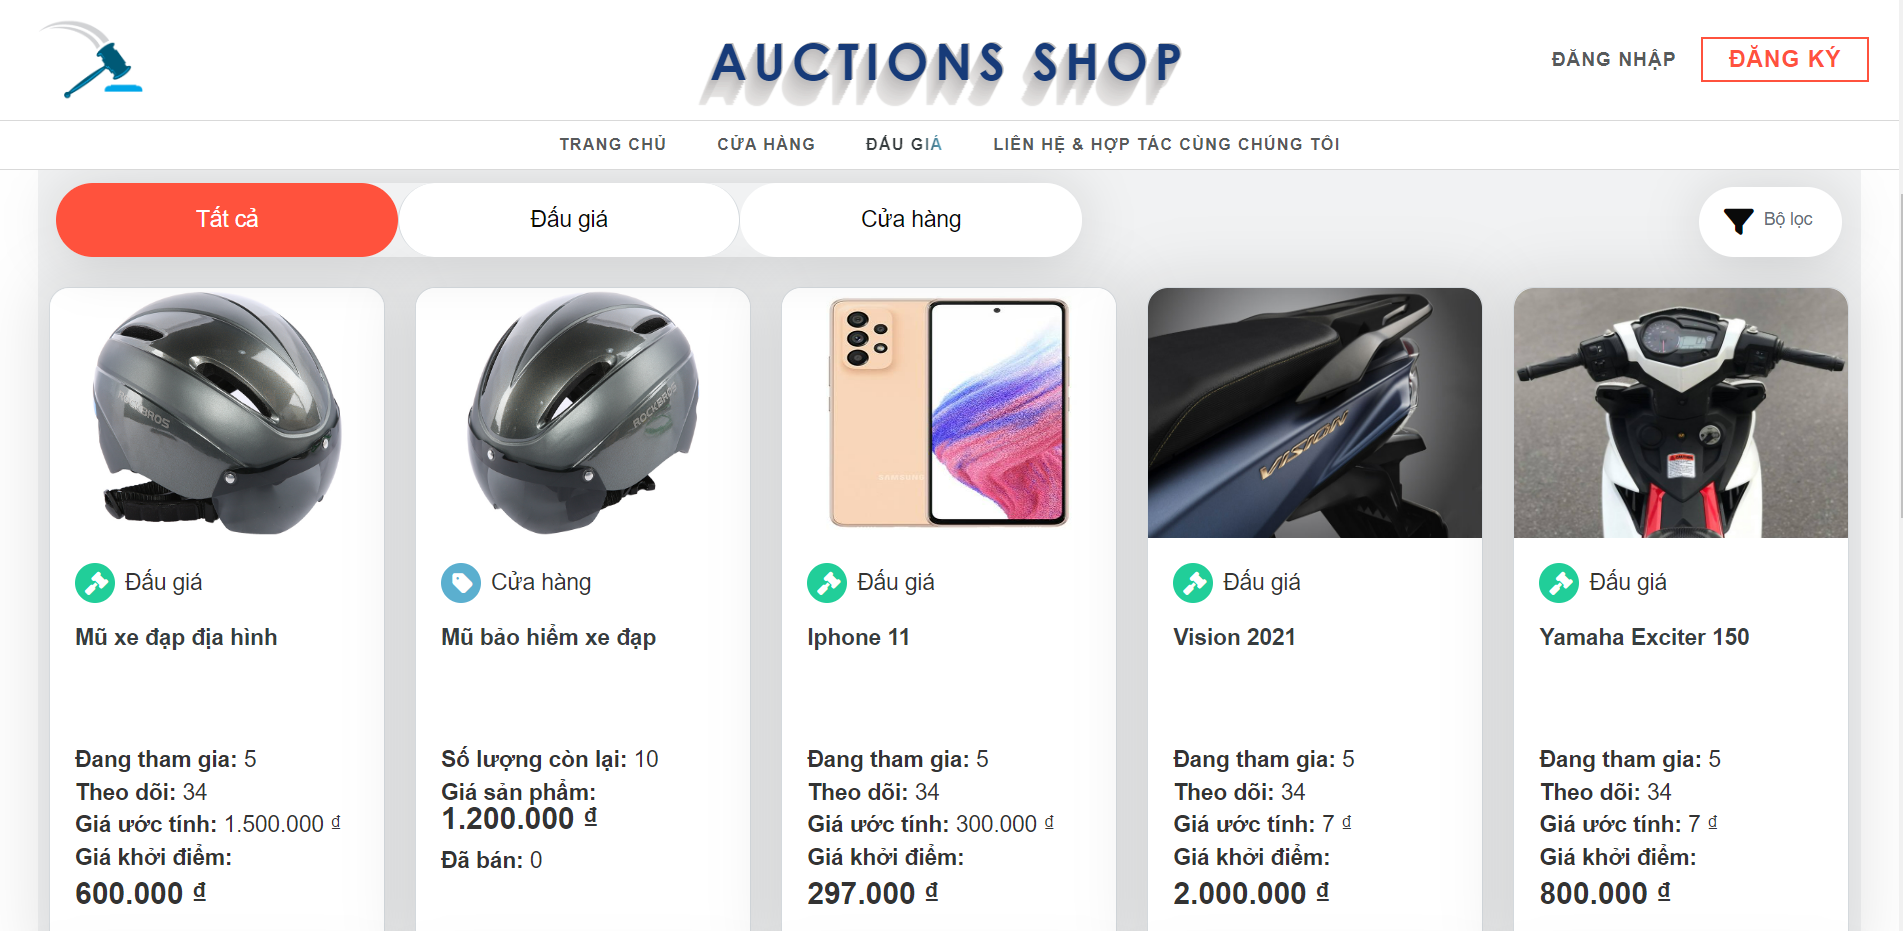 AUCTIONS SHOP
ĐĂNG NHẬP
ĐĂNG KÝ
TRANG CHỦ
CỬA HÀNG
ĐẤU GIÁ
LIÊN HỆ & HỢP TÁC CÙNG CHÚNG TÔI
Tất cả
Đấu giá
Cửa hàng
Bộ lọc
ROCKBROS
Đấu giá
Mũ xe đạp địa hình
Đang tham gia: 5
Theo dõi: 34
Giá ước tính: 1.500.000 ₫
Giá khởi điểm:
600.000 ₫
ROCKBROS
Cửa hàng
Mũ bảo hiểm xe đạp
Số lượng còn lại: 10
Giá sản phẩm:
1.200.000 ₫
Đã bán: 0
SAMSUNG
Đấu giá
Iphone 11
Đang tham gia: 5
Theo dõi: 34
Giá ước tính: 300.000 ₫
Giá khởi điểm:
297.000 ₫
VISION
Đấu giá
Vision 2021
Đang tham gia: 5
Theo dõi: 34
Giá ước tính: 7 ₫
Giá khởi điểm:
2.000.000 ₫
Đấu giá
Yamaha Exciter 150
Đang tham gia: 5
Theo dõi: 34
Giá ước tính: 7 ₫
Giá khởi điểm:
800.000 ₫